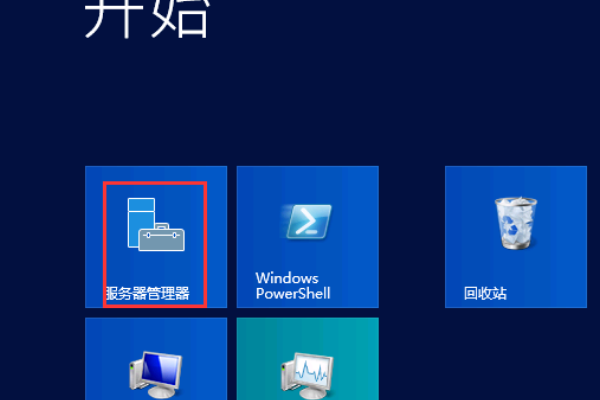 开始
服务器管理器
Windows
PowerShell
回收站